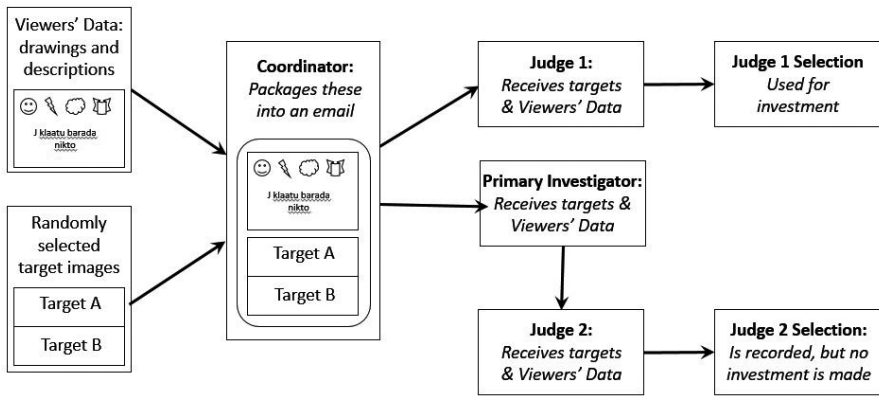 Viewers' Data:
drawings and
descriptions
J klaatu barada
nikto
Randomly
selected
target images
Target A
Target B
Coordinator:
Packages these
into an email
J klaatu barada
nikto
Target A
Target B
Judge 1:
Receives targets
& Viewers' Data
Judge 1 Selection
Used for
investment
Primary Investigator:
Receives targets &
Viewers' Data
Judge 2:
Receives targets
& Viewers' Data
Judge 2 Selection:
Is recorded, but no
investment is made